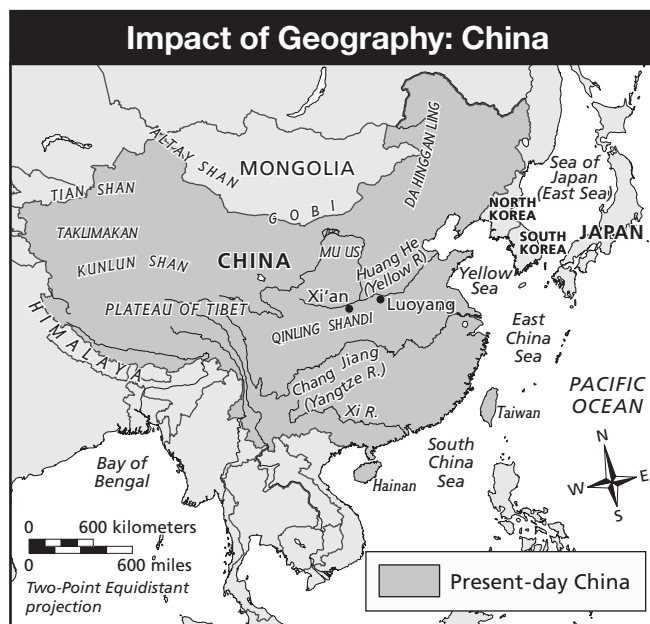 Impact of Geography: China
ALTAY SHAN
MONGOLIA
DA HINGGAN LING
Sea of
Japan
(East Sea)
TIAN SHAN
GOBI
NORTH
KOREA
TAKLIMAKAN
SOUTH
KOREA
JAPAN
KUNLUN SHAN
CHINA
MU US
Huang He
(Yellow R)
Yellow
Sea
HIMALAYA
PLATEAU OF TIBET
Xi'an
Luoyang
QINLING SHANDI
East
China
Sea
Chang Jiang
(Yangtze R.)
Xi R.
PACIFIC
OCEAN
Taiwan
Bay of
Bengal
South
China
Sea
Hainan
N
W
E
S
0 600 kilometers
0 600 miles
Two-Point Equidistant
projection
Present-day China